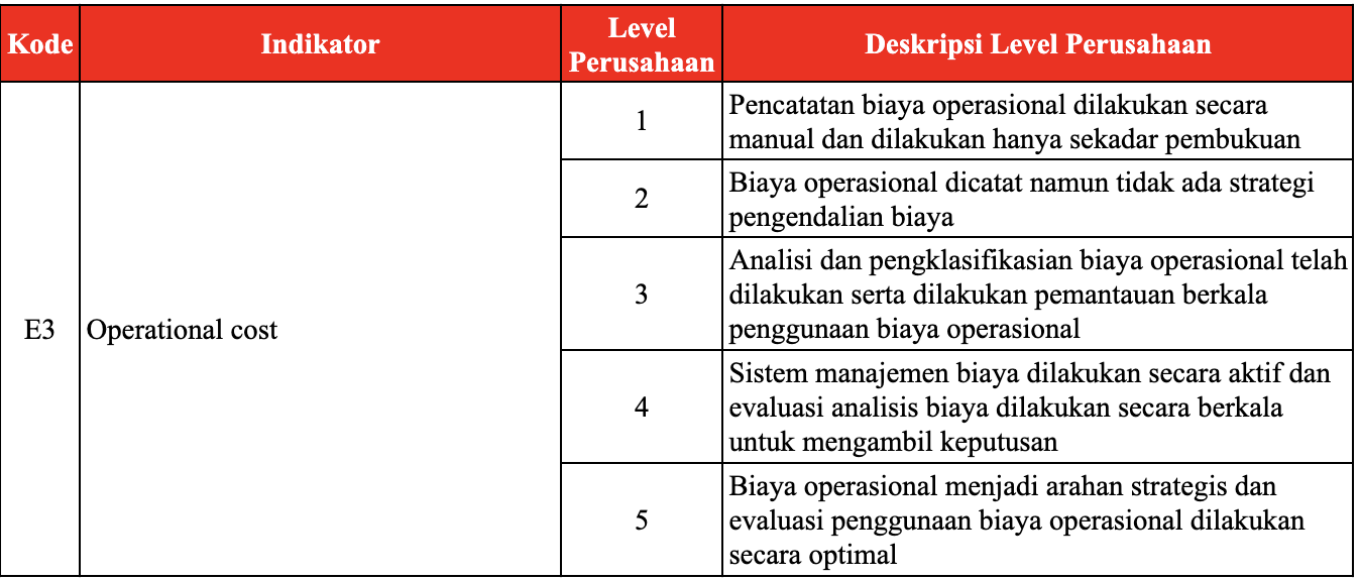 Kode
Indikator
Level
Perusahaan
Deskripsi Level Perusahaan
E3
Operational cost
1
Pencatatan biaya operasional dilakukan secara
manual dan dilakukan hanya sekadar pembukuan
2
Biaya operasional dicatat namun tidak ada strategi
pengendalian biaya
3
Analisi dan pengklasifikasian biaya operasional telah
dilakukan serta dilakukan pemantauan berkala
penggunaan biaya operasional
4
Sistem manajemen biaya dilakukan secara aktif dan
evaluasi analisis biaya dilakukan secara berkala
untuk mengambil keputusan
5
Biaya operasional menjadi arahan strategis dan
evaluasi penggunaan biaya operasional dilakukan
secara optimal